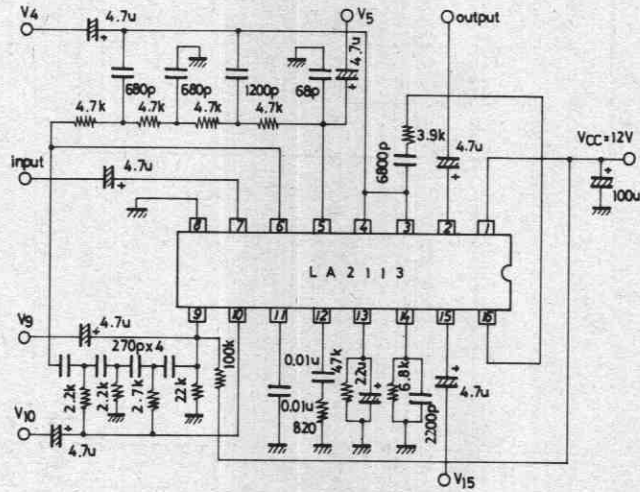 V4
4.7u
+
V5
output
4.7u
+
680p
680p
1200p
68p
4.7k
4.7k
4.7k
4.7k
3.9k
6800p
4.7u
+
VCC=12V
100u
+
input
4.7u
+
8
7
6
5
4
3
2
1
LA2113
9
10
11
12
13
14
15
16
V9
4.7u
+
270px4
2.2k
2.2k
2.7k
22k
100k
V10
4.7u
+
0.01u
0.01u
820
47k
22u
+
6.8k
2200p
4.7u
+
V15